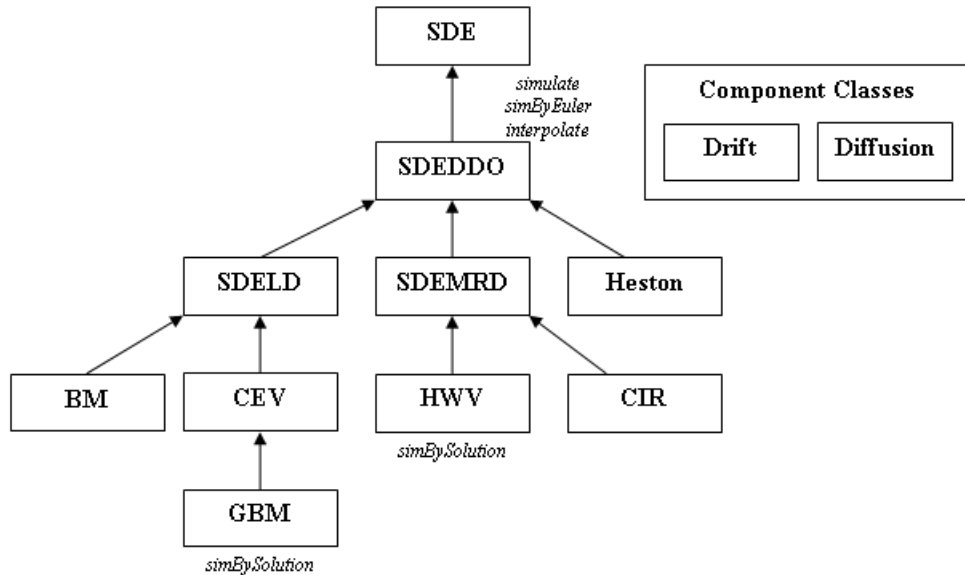 SDE
simulate
simByEuler
interpolate
Component Classes
Drift
Diffusion
SDEDDO
SDELD
SDEMRD
Heston
BM
CEV
HWV
CIR
simBySolution
GBM
simBySolution